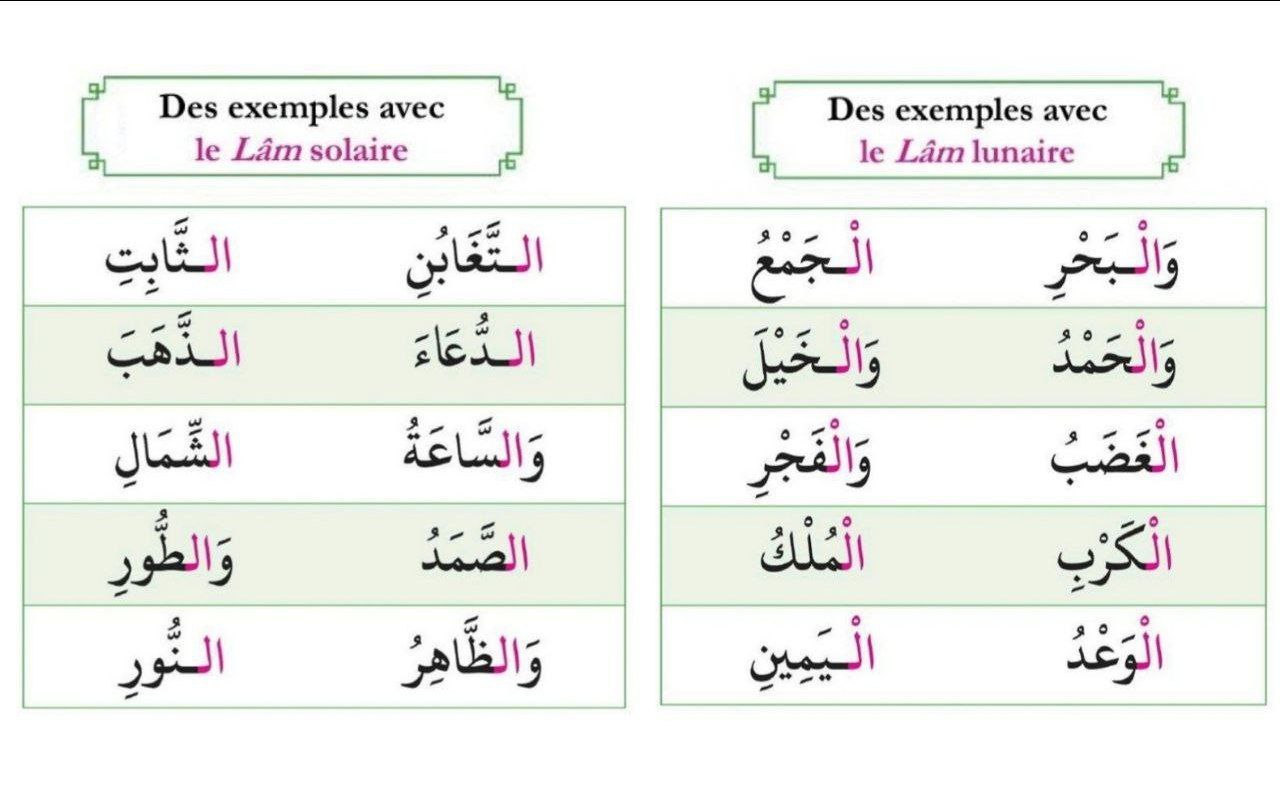 Des exemples avec
le Lâm solaire
التَّغَابُنِ الثَّابِتِ
الدُّعَاءَ الذَّهَبَ
وَالسَّاعَةُ الشِّمَالِ
الصَّمَدُ وَالطُّورِ
وَالظَّاهِرُ النُّورِ
Des exemples avec
le Lâm lunaire
وَالْبَحْرِ الْجَمْعُ
وَالْحَمْدُ وَالْخَيْلَ
الْغَضَبُ وَالْفَجْرِ
الْكَرْبِ الْمُلْكُ
الْوَعْدُ الْيَمِينِ